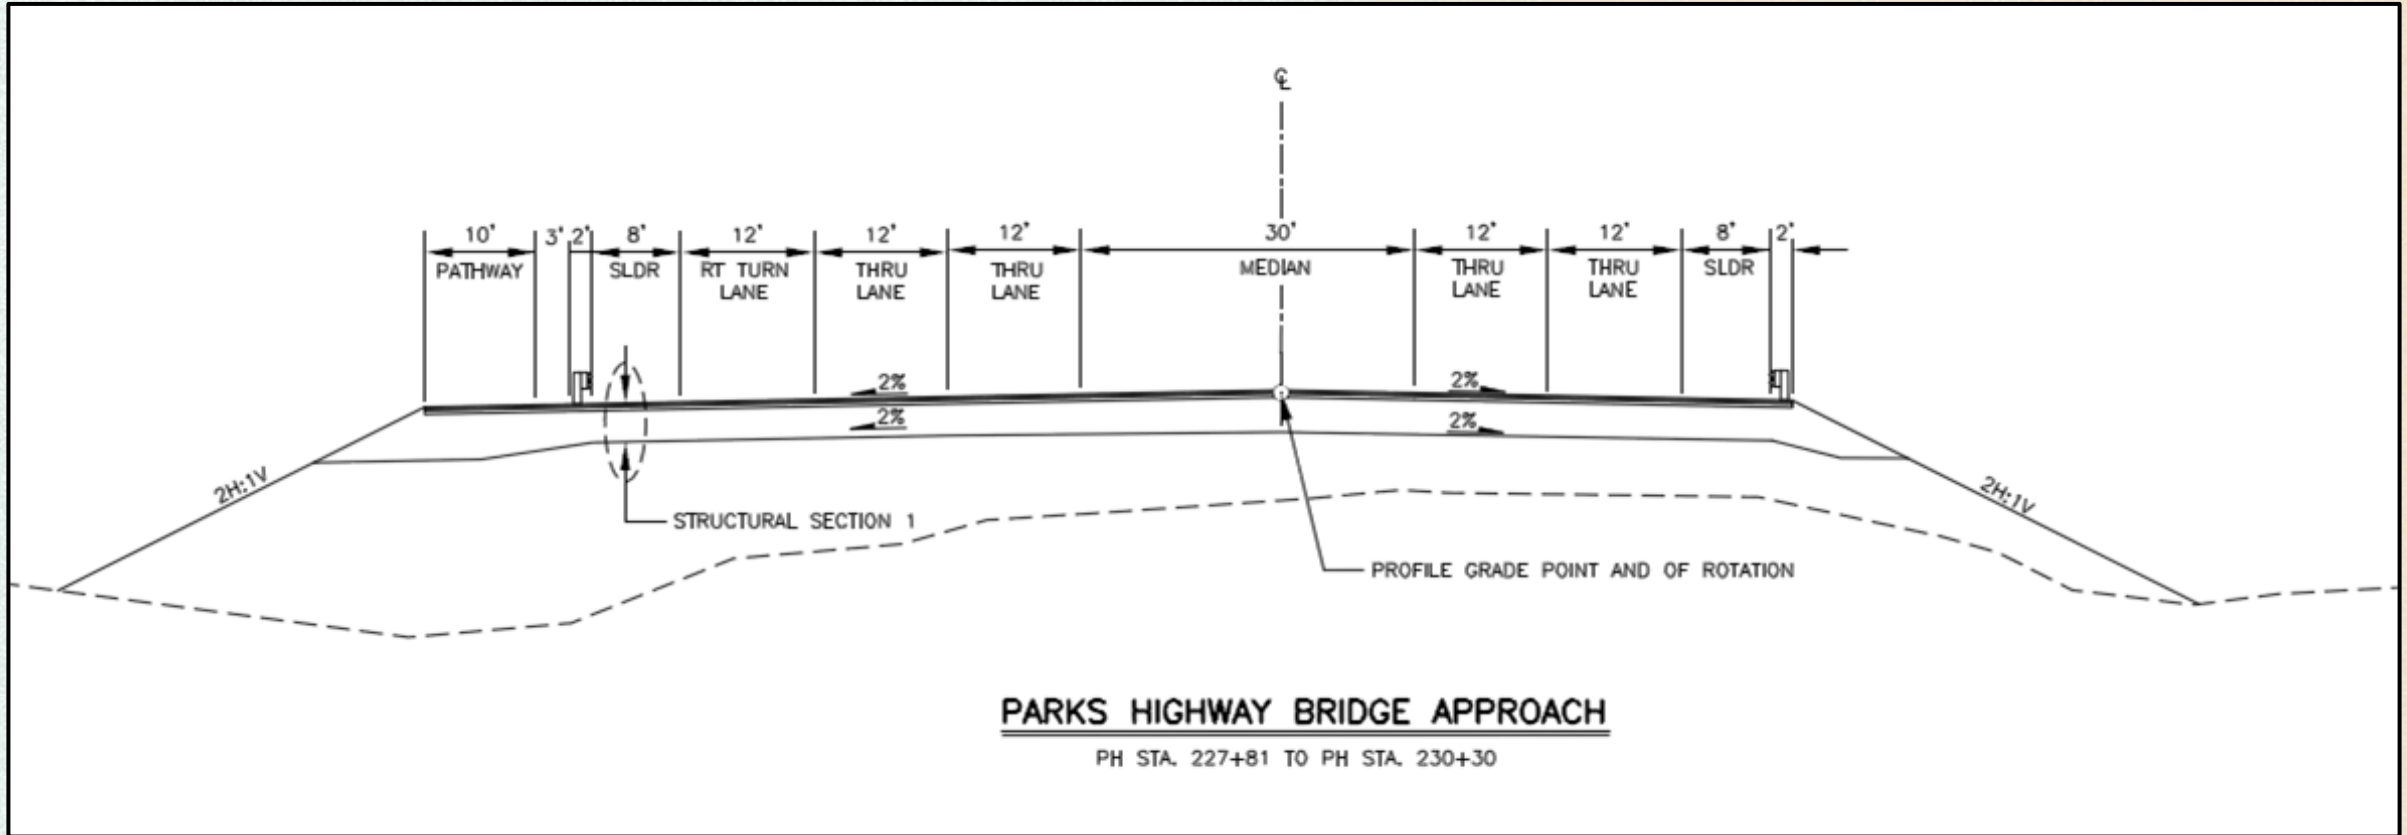 ℄
10' 3' 2' 8' 12' 12' 12' 30' 12' 12' 8' 2'
PATHWAY
SLDR
RT TURN
LANE
THRU
LANE
THRU
LANE
MEDIAN
THRU
LANE
THRU
LANE
SLDR
2%
2%
2%
2%
2H:1V
2H:1V
STRUCTURAL SECTION 1
PROFILE GRADE POINT AND OF ROTATION
PARKS HIGHWAY BRIDGE APPROACH
PH STA. 227+81 TO PH STA. 230+30